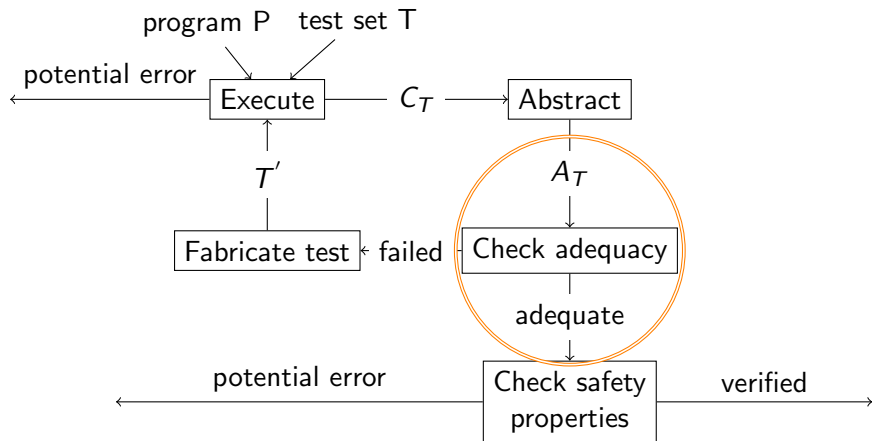 program P
test set T
potential error
Execute
C_T
Abstract
T′
A_T
Fabricate test
failed
Check adequacy
adequate
potential error
Check safety
properties
verified